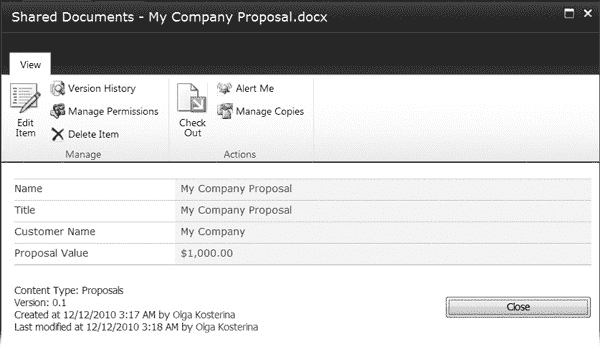 Shared Documents - My Company Proposal.docx
View
Edit
Item
Version History
Manage Permissions
Delete Item
Manage
Check
Out
Alert Me
Manage Copies
Actions
Name My Company Proposal
Title My Company Proposal
Customer Name My Company
Proposal Value $1,000.00
Content Type: Proposals
Version: 0.1
Created at 12/12/2010 3:17 AM by Olga Kosterina
Last modified at 12/12/2010 3:18 AM by Olga Kosterina
Close